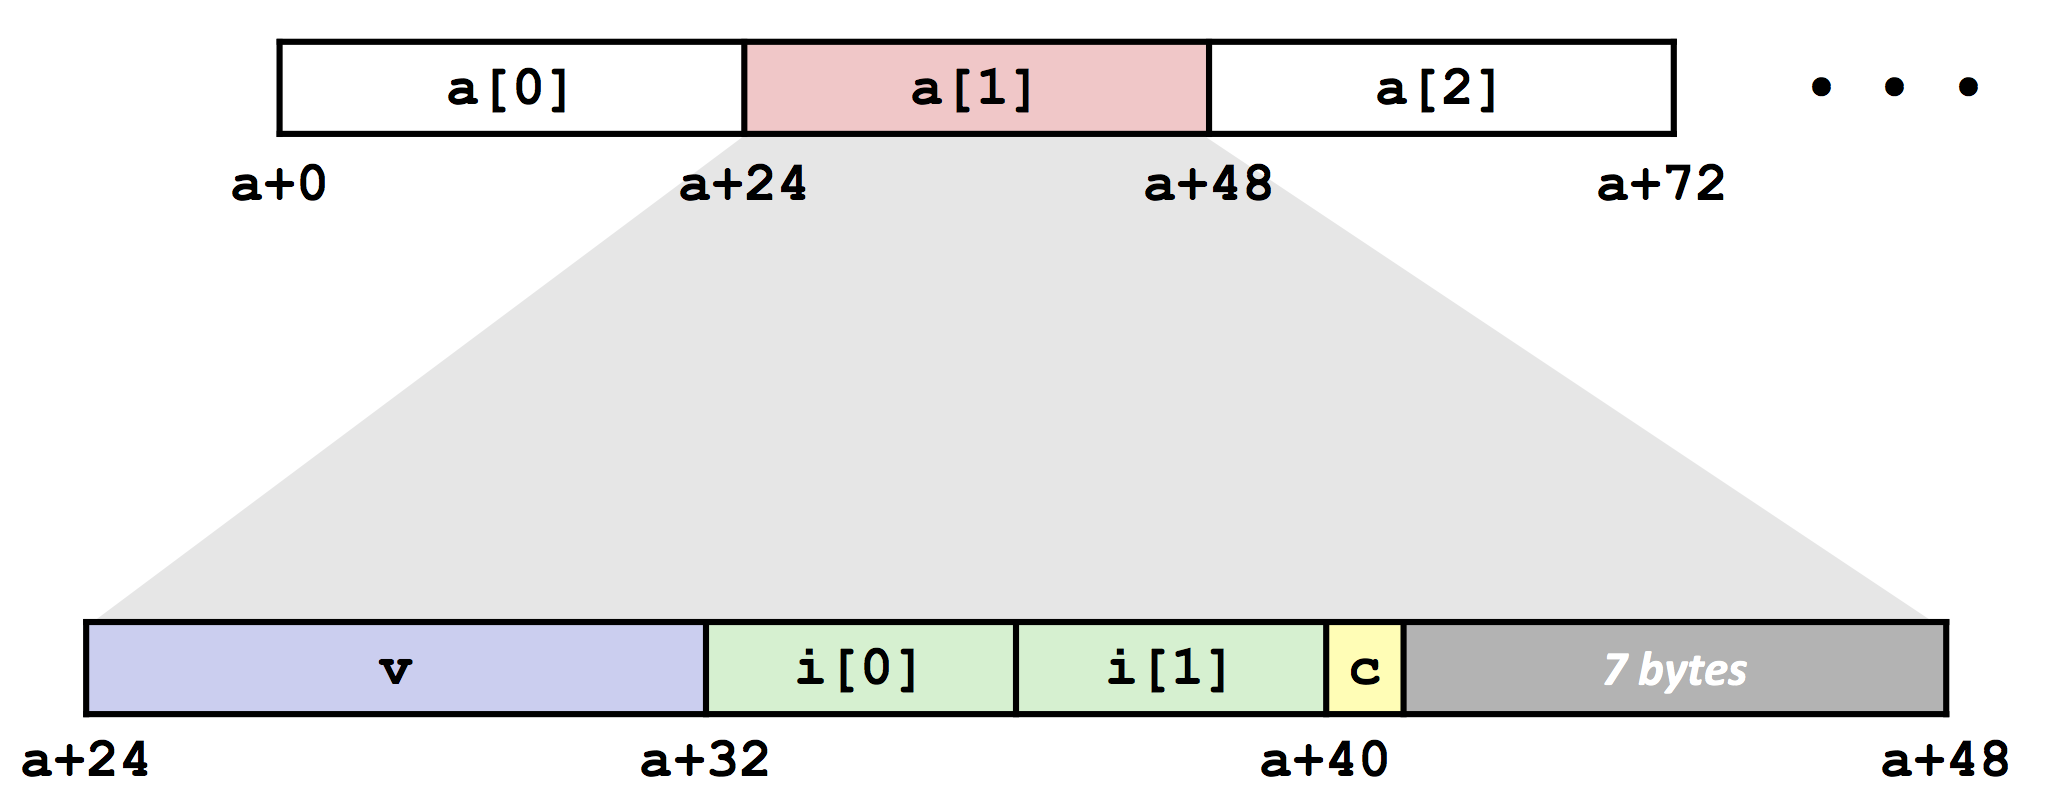 a[0] a[1] a[2] • • •
a+0 a+24 a+48 a+72
v i[0] i[1] c 7 bytes
a+24 a+32 a+40 a+48